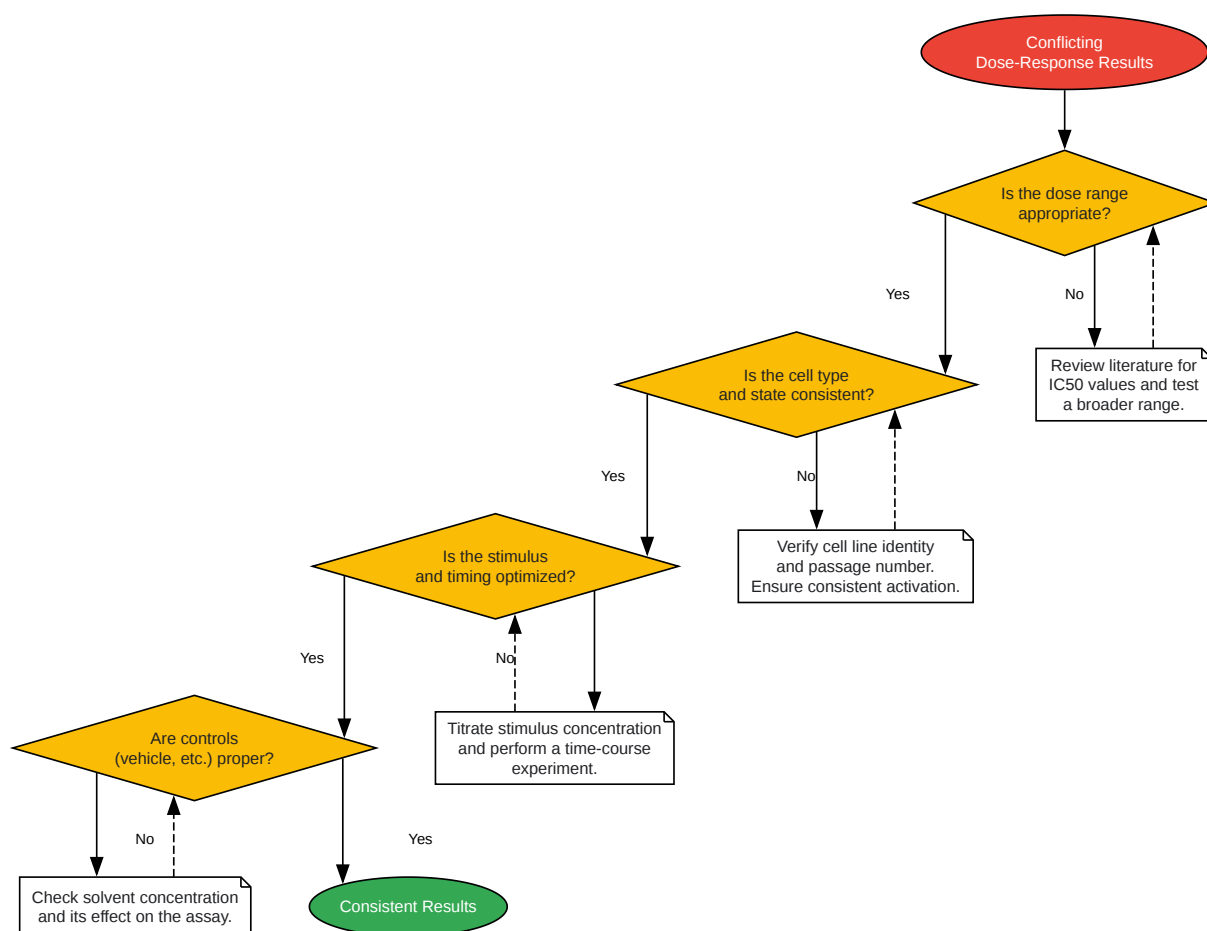 Conflicting
Dose-Response Results
Is the dose range
appropriate?
Yes
No
Review literature for
IC50 values and test
a broader range.
Is the cell type
and state consistent?
Yes
No
Verify cell line identity
and passage number.
Ensure consistent activation.
Is the stimulus
and timing optimized?
Yes
No
Titrate stimulus concentration
and perform a time-course
experiment.
Are controls
(vehicle, etc.) proper?
No
Yes
Check solvent concentration
and its effect on the assay.
Consistent Results